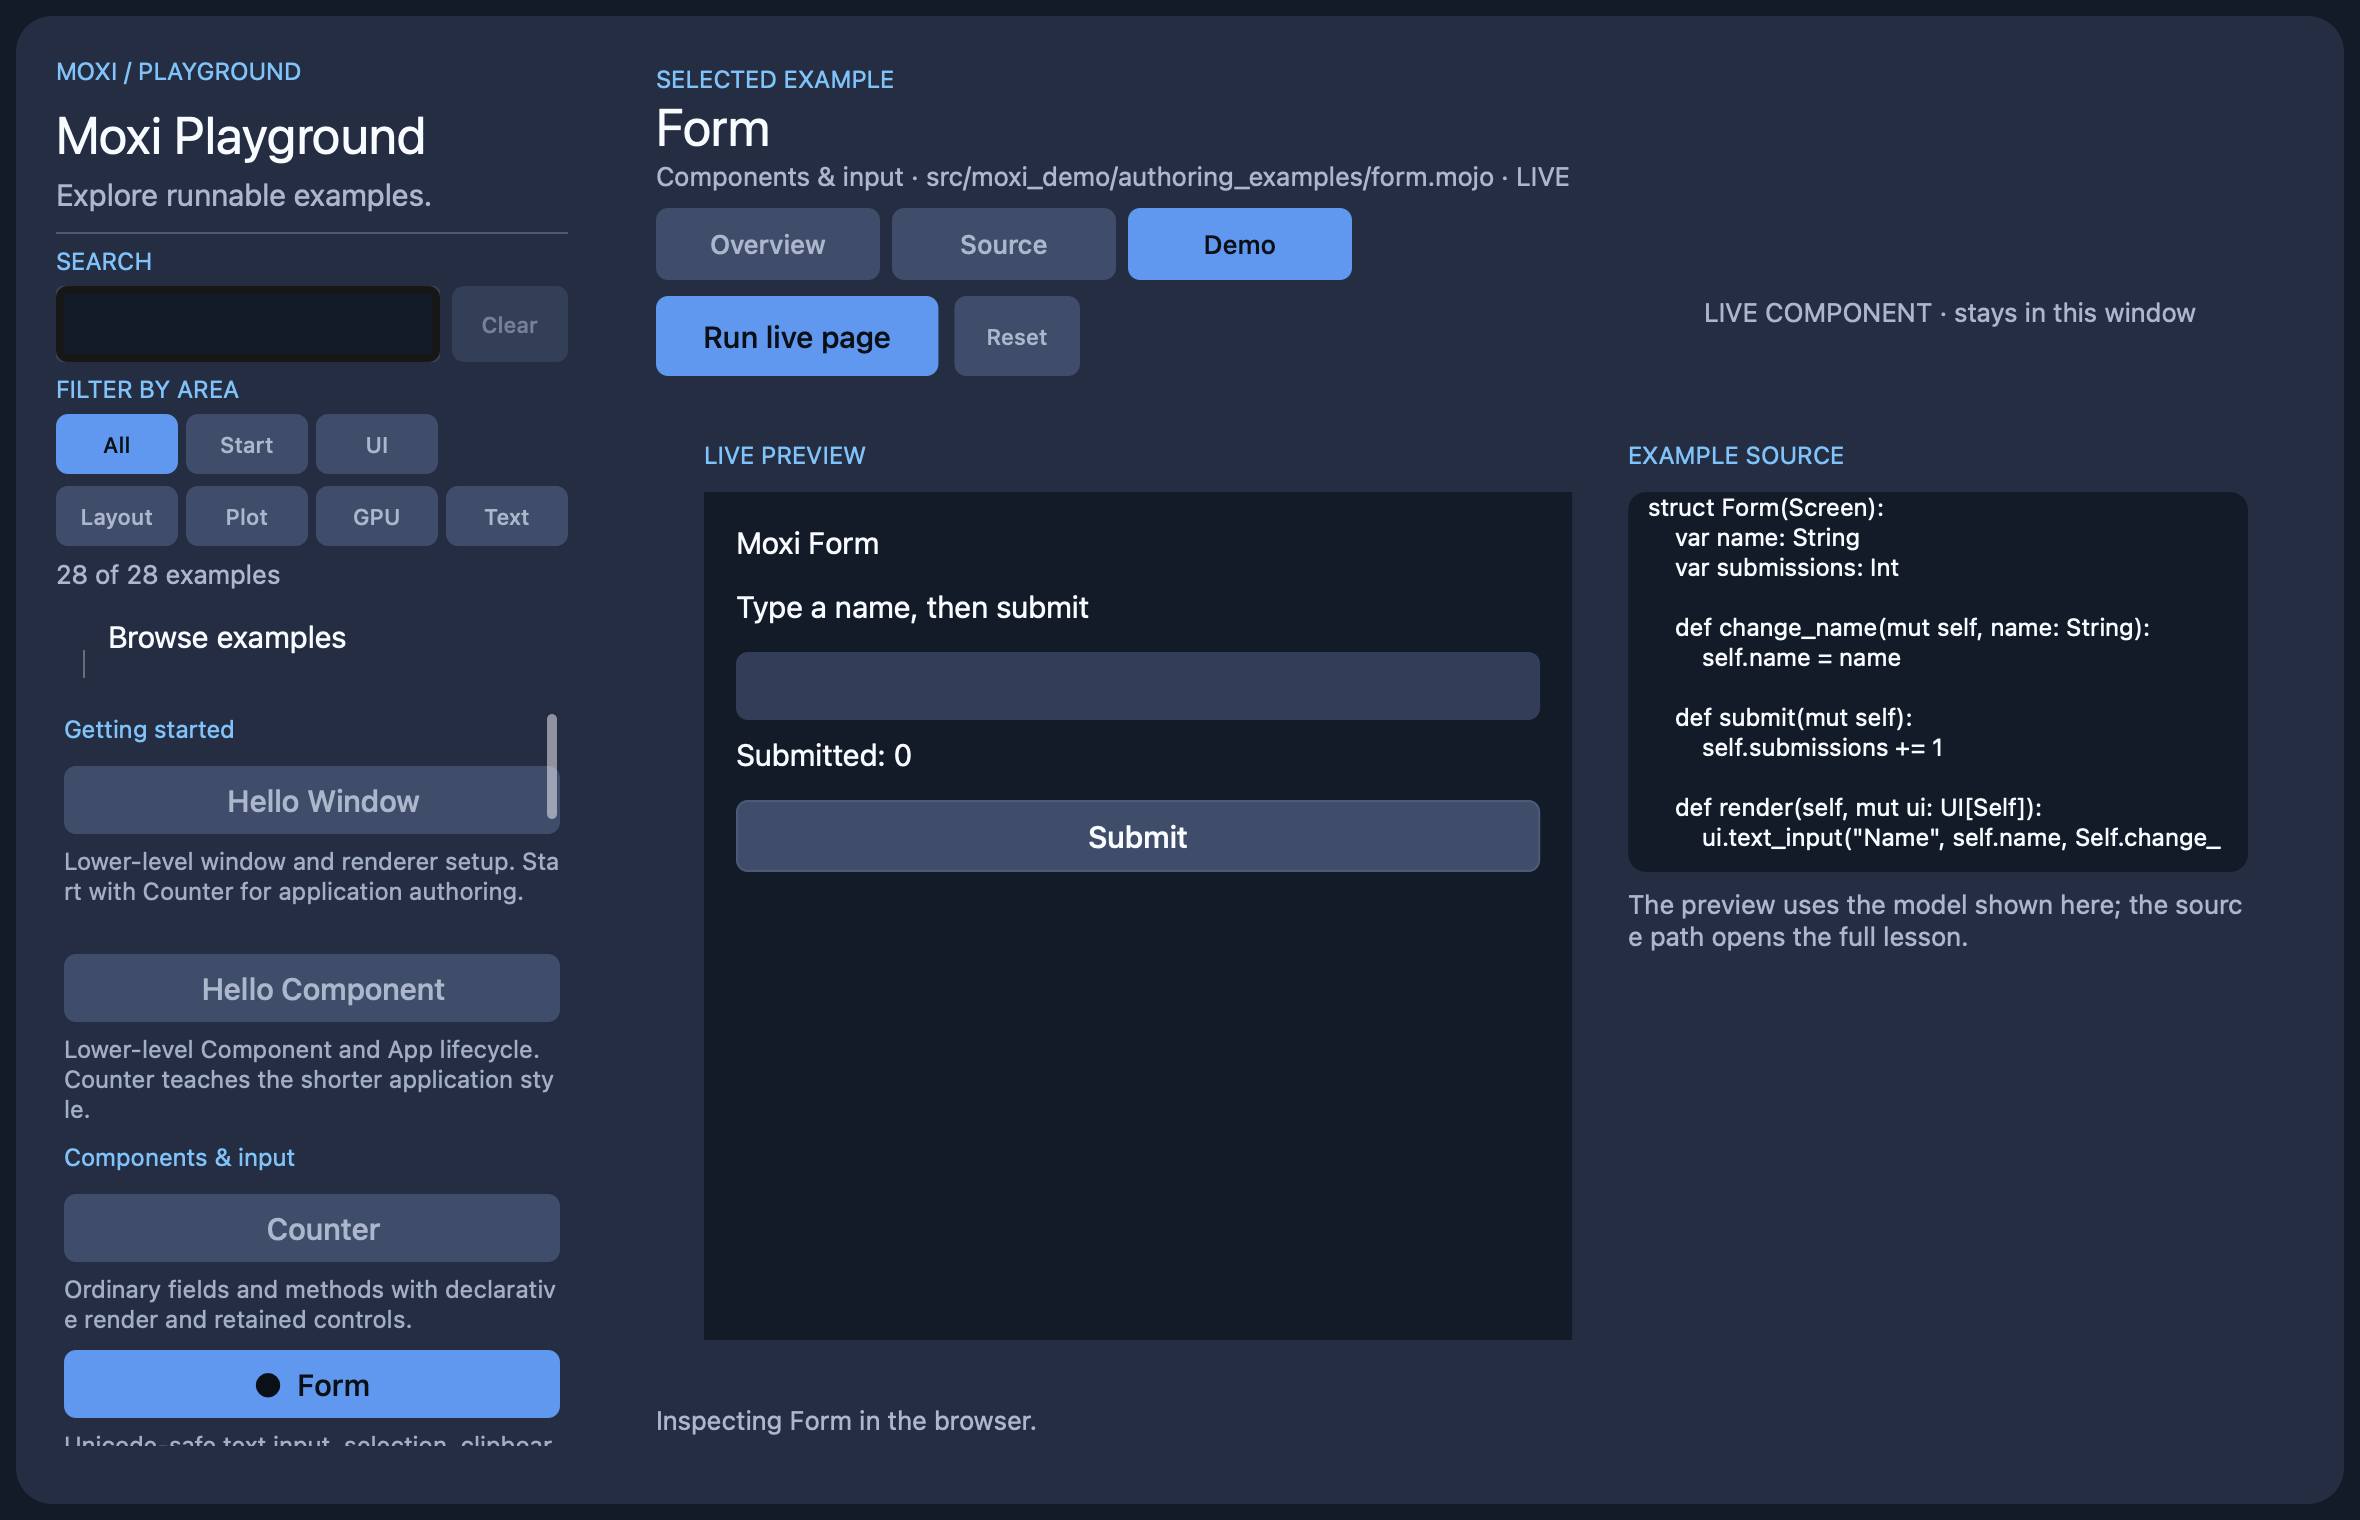 MOXI / PLAYGROUND
Moxi Playground
Explore runnable examples.
SEARCH
Clear
FILTER BY AREA
All
Start
UI
Layout
Plot
GPU
Text
28 of 28 examples
Browse examples
Getting started
Hello Window
Lower-level window and renderer setup. Sta
rt with Counter for application authoring.
Hello Component
Lower-level Component and App lifecycle.
Counter teaches the shorter application sty
le.
Components & input
Counter
Ordinary fields and methods with declarativ
e render and retained controls.
Form
Unicode-safe text input, selection, clipboar
SELECTED EXAMPLE
Form
Components & input · src/moxi_demo/authoring_examples/form.mojo · LIVE
Overview
Source
Demo
Run live page
Reset
LIVE COMPONENT · stays in this window
LIVE PREVIEW
Moxi Form
Type a name, then submit
Submitted: 0
Submit
EXAMPLE SOURCE
struct Form(Screen):
    var name: String
    var submissions: Int
    def change_name(mut self, name: String):
        self.name = name
    def submit(mut self):
        self.submissions += 1
    def render(self, mut ui: UI[Self]):
        ui.text_input("Name", self.name, Self.change_
The preview uses the model shown here; the sourc
e path opens the full lesson.
Inspecting Form in the browser.